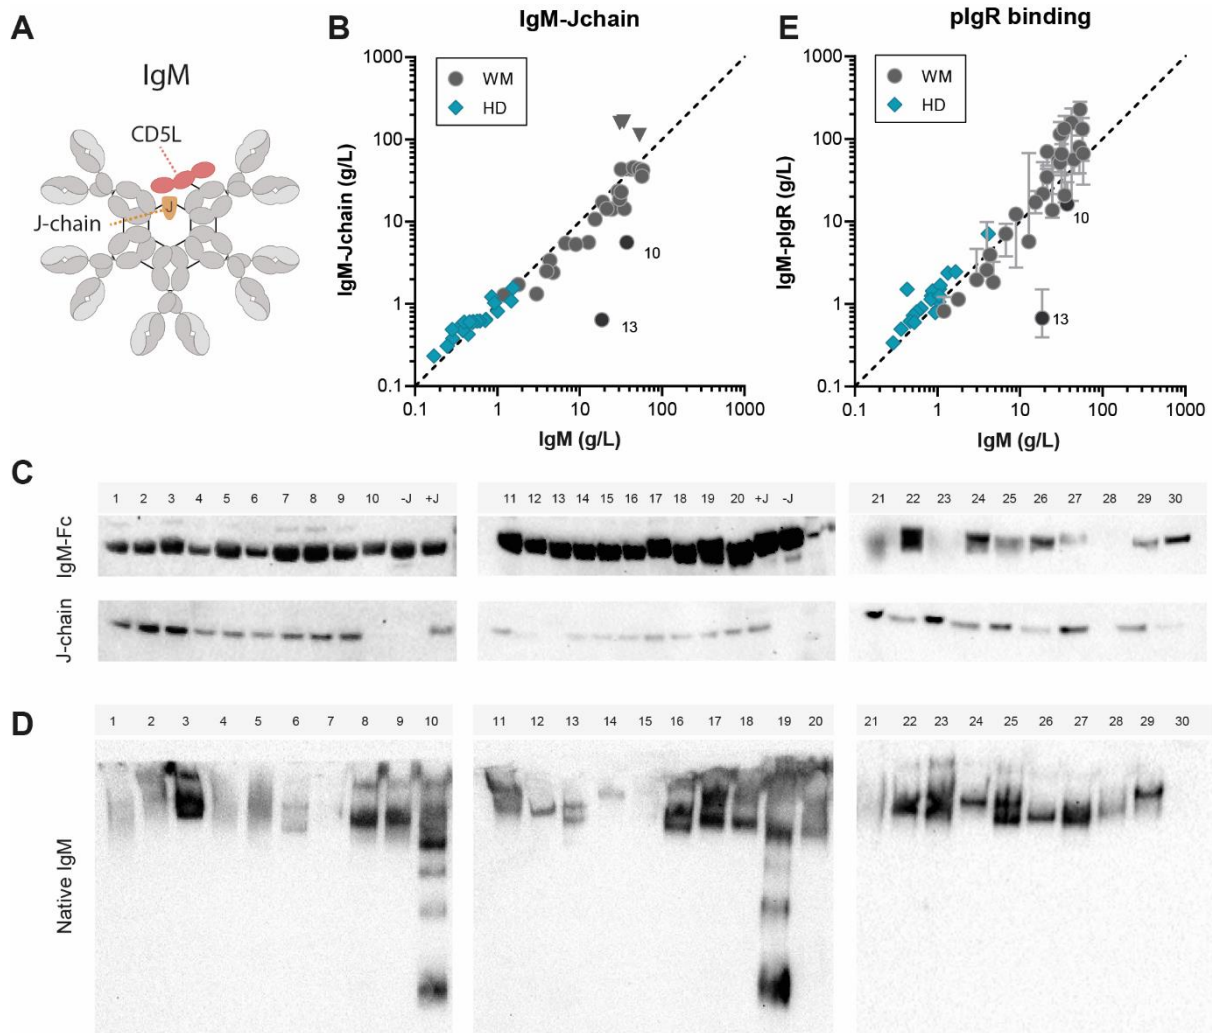 A
IgM
CD5L
J
J-chain
B
IgM-Jchain
1000
100
10
1
0.1
IgM-Jchain (g/L)
WM
HD
10
13
0.1
1
10
100
1000
IgM (g/L)
E
pIgR binding
1000
100
10
1
0.1
IgM-pIgR (g/L)
WM
HD
10
13
0.1
1
10
100
1000
IgM (g/L)
C
1 2 3 4 5 6 7 8 9 10 -J +J
11 12 13 14 15 16 17 18 19 20 +J -J
21 22 23 24 25 26 27 28 29 30
IgM-Fc
J-chain
D
1 2 3 4 5 6 7 8 9 10
11 12 13 14 15 16 17 18 19 20
21 22 23 24 25 26 27 28 29 30
Native IgM